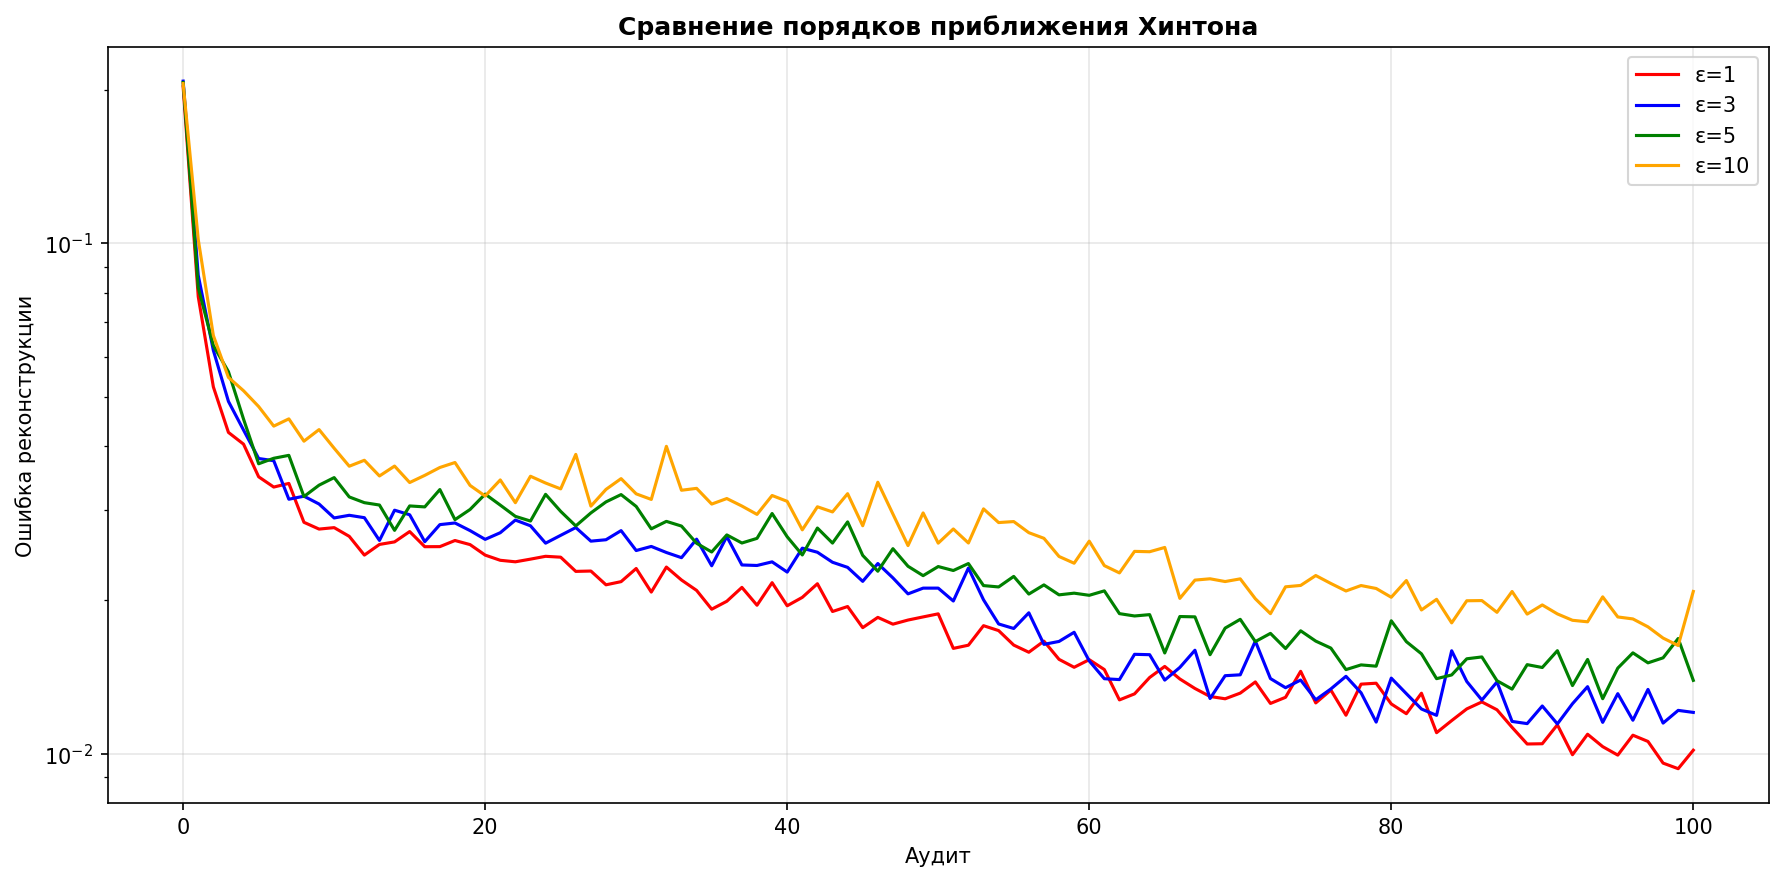 Сравнение порядков приближения Хинтона
ε=1
ε=3
ε=5
ε=10
10⁻¹
10⁻²
Ошибка реконструкции
0 20 40 60 80 100
Аудит